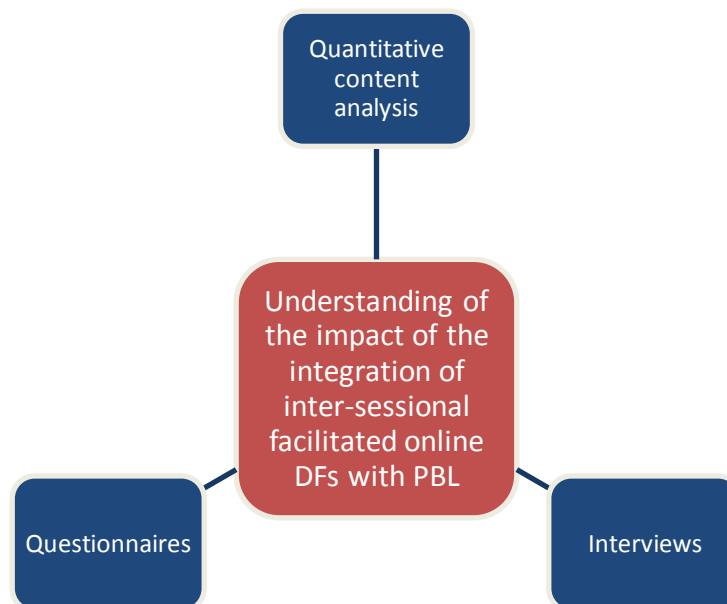 Quantitative
content
analysis
Understanding of
the impact of the
integration of
inter-sessional
facilitated online
DFs with PBL
Questionnaires
Interviews